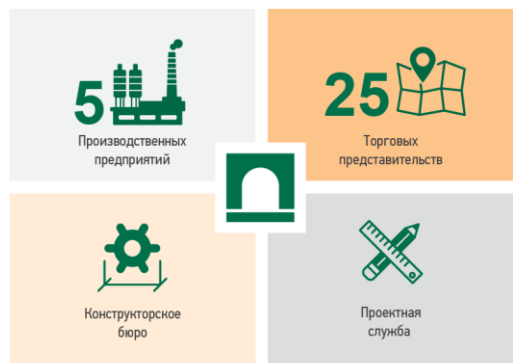 5
Производственных
предприятий
25
Торговых
представительств
Конструкторское
бюро
Проектная
служба